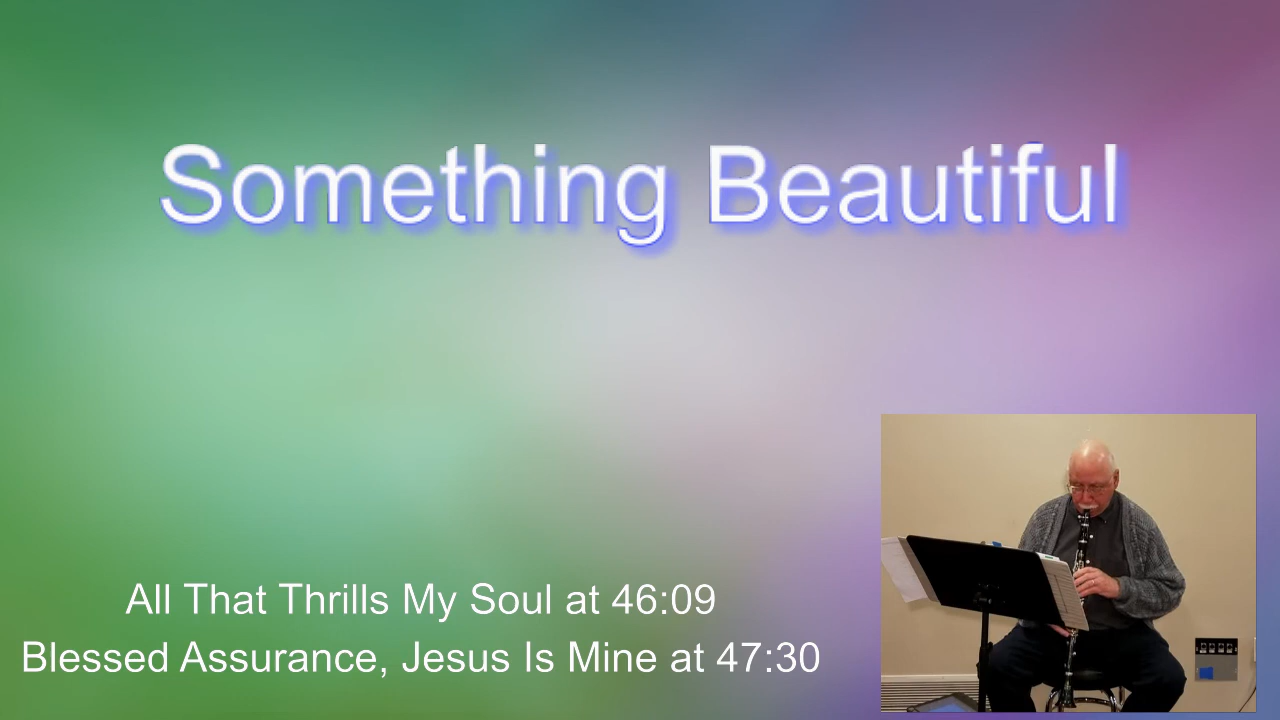 Something Beautiful
All That Thrills My Soul at 46:09
Blessed Assurance, Jesus Is Mine at 47:30